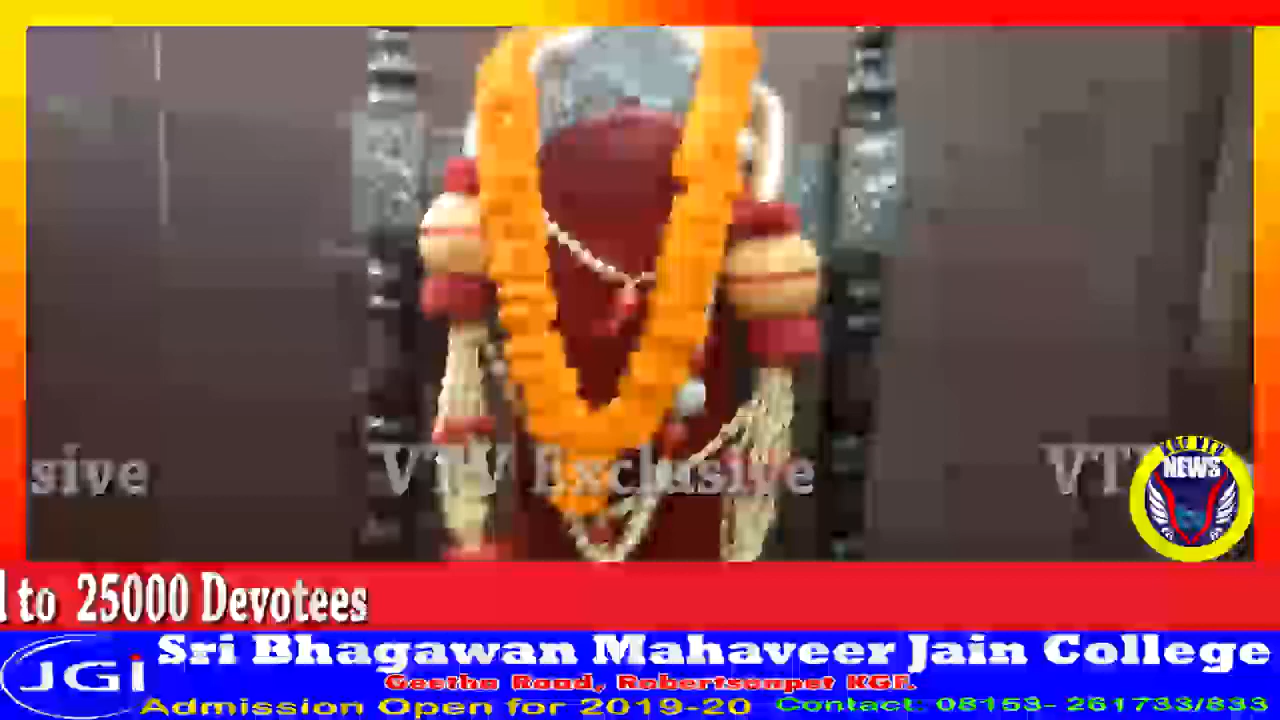 sive VTV Exclusive VTV
NEWS
to 25000 Devotees
JGi
Sri Bhagawan Mahaveer Jain College
Geetha Road, Robertsonpet KGF.
Admission Open for 2019-20 Contact: 08153- 261733/833